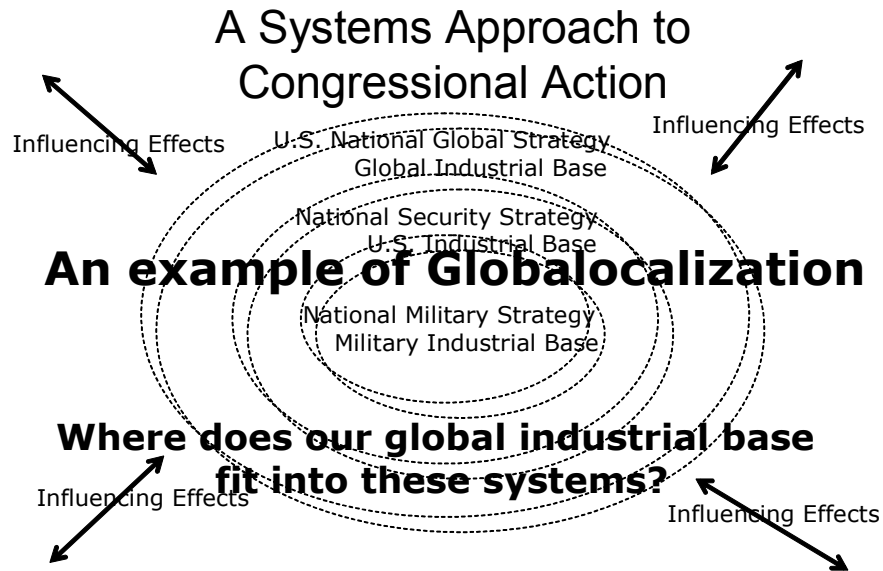 A Systems Approach to
Congressional Action
Influencing Effects
Influencing Effects
U.S. National Global Strategy
Global Industrial Base
National Security Strategy
U.S. Industrial Base
An example of Globalocalization
National Military Strategy
Military Industrial Base
Where does our global industrial base
fit into these systems?
Influencing Effects
Influencing Effects